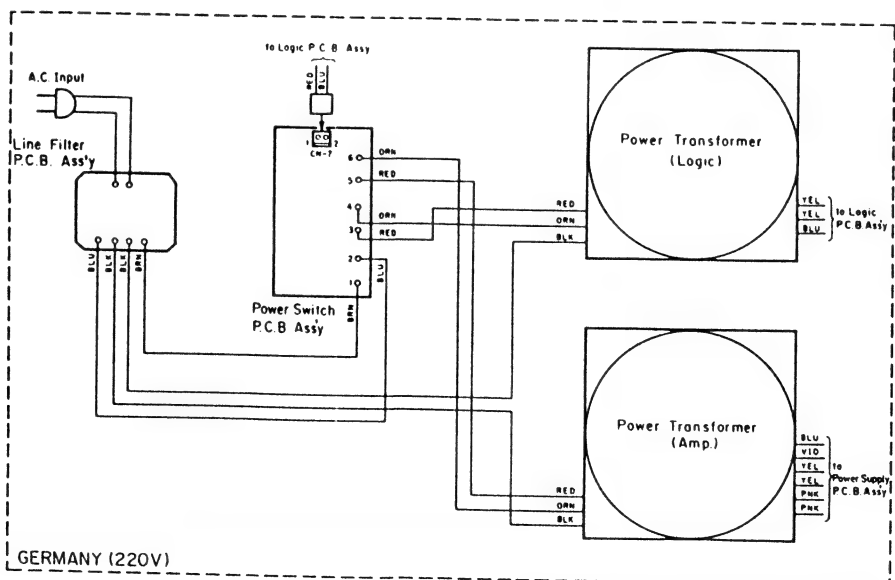 to Logic P.C.B. Assy
RED
BLU
A.C. Input
Line Filter
P.C.B. Ass'y
1
2
CN-7
6
ORN
5
RED
4
ORN
3
RED
2
BLU
1
BRN
Power Switch
P.C.B Ass'y
BLU
BLK
BLK
BRN
RED
ORN
BLK
Power Transformer
(Logic)
YEL
YEL
BLU
to Logic
P.C.B Ass'y
RED
ORN
BLK
Power Transformer
(Amp.)
BLU
VIO
YEL
YEL
PNK
PNK
to
Power Supply
P.C.B. Ass'y
GERMANY (220V)